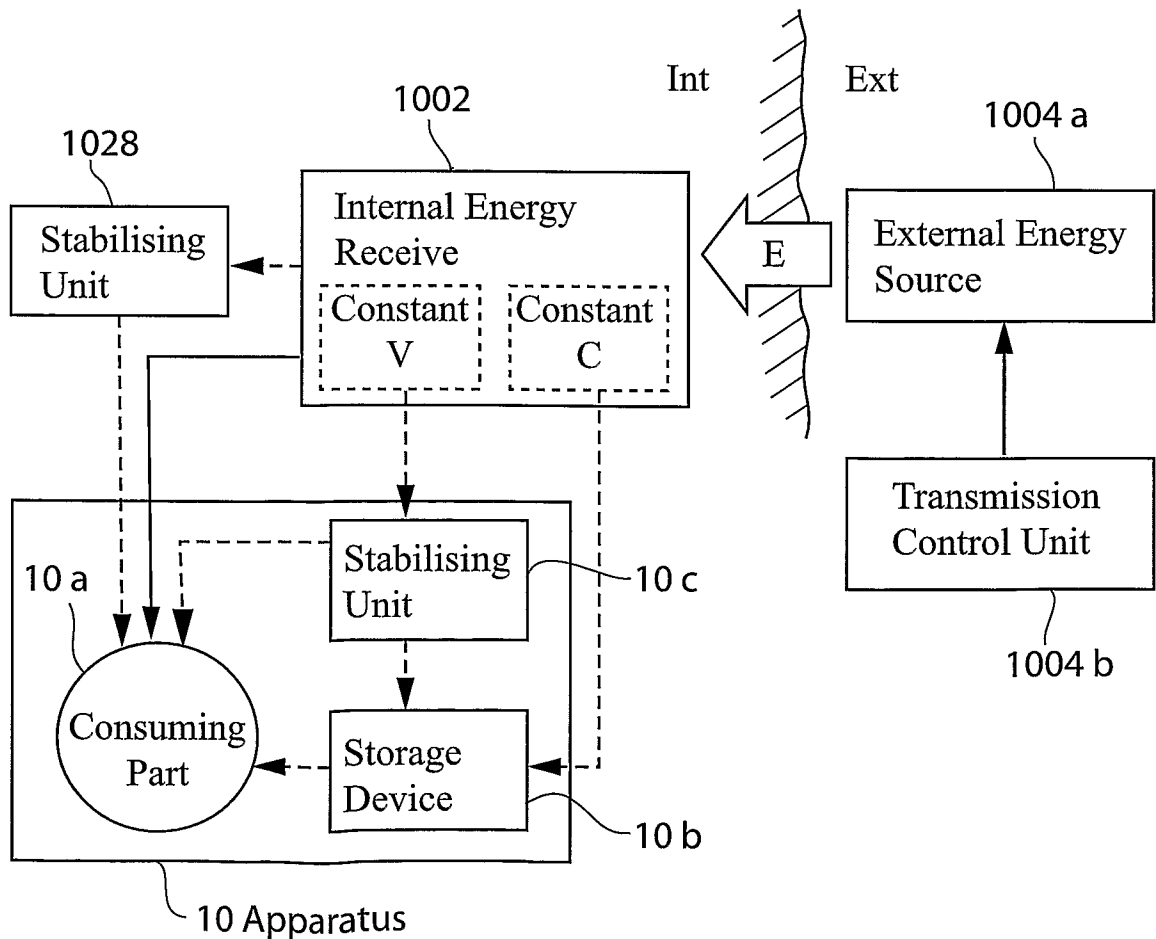 Int
Ext
1002
1004 a
1028
Stabilising
Unit
Internal Energy
Receive
Constant
V
Constant
C
E
External Energy
Source
Transmission
Control Unit
1004 b
10 a
Stabilising
Unit
10 c
Consuming
Part
Storage
Device
10 b
10 Apparatus